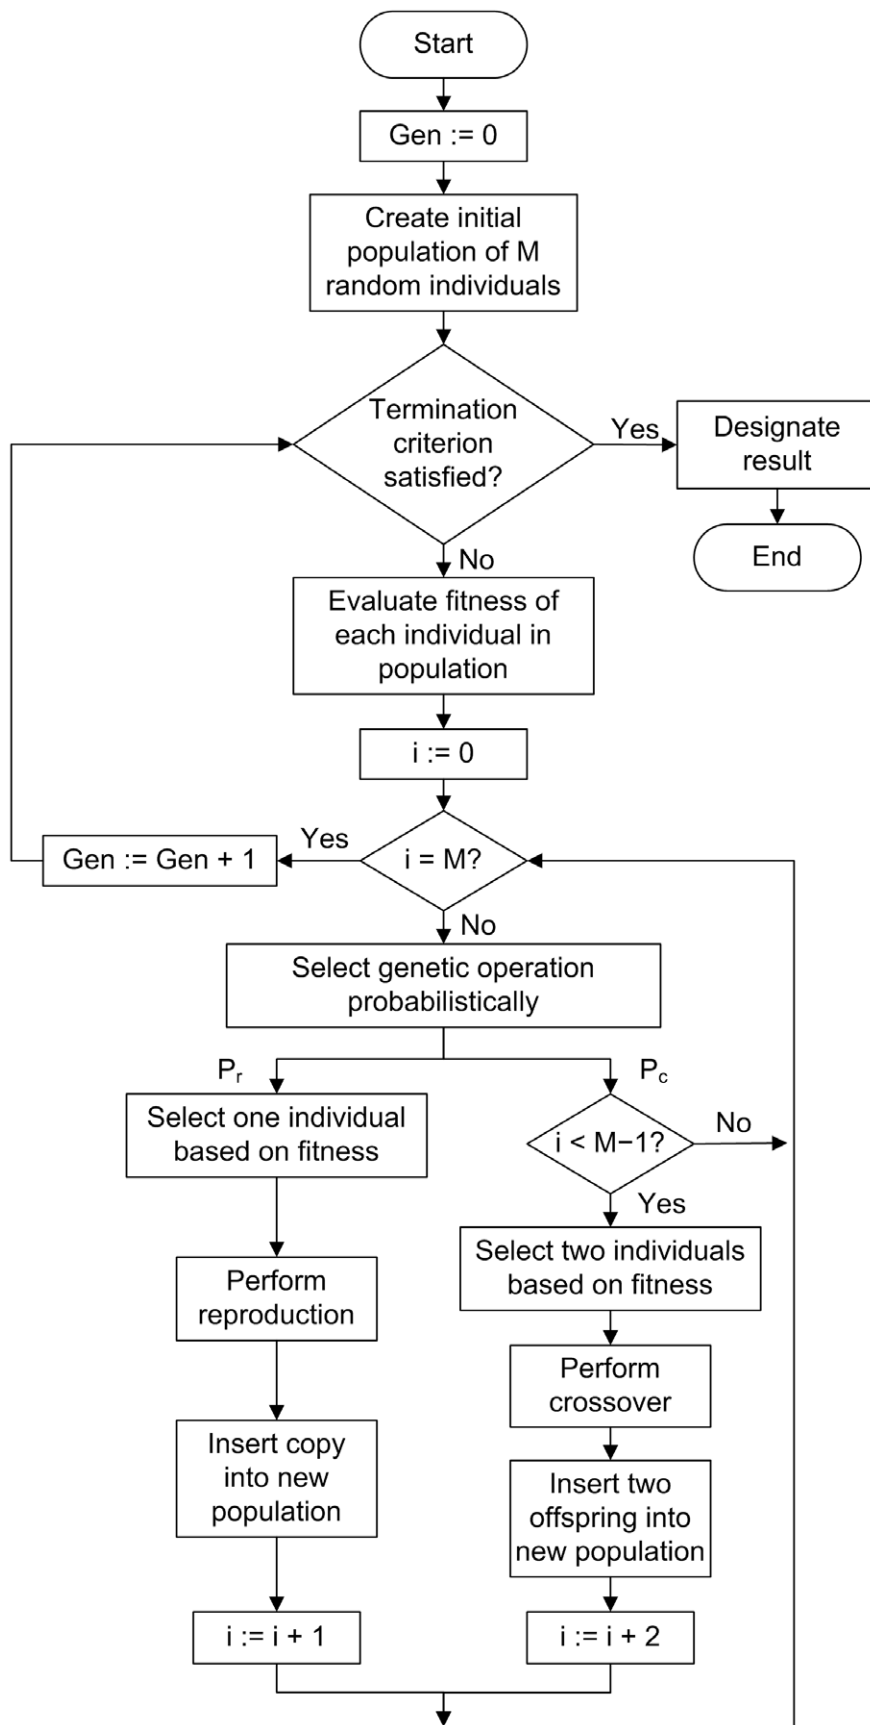 Start
Gen := 0
Create initial
population of M
random individuals
Termination
criterion
satisfied?
Yes
Designate
result
End
No
Evaluate fitness of
each individual in
population
i := 0
i = M?
Yes
Gen := Gen + 1
No
Select genetic operation
probabilistically
Pr
Select one individual
based on fitness
Perform
reproduction
Insert copy
into new
population
i := i + 1
Pc
i < M−1?
No
Yes
Select two individuals
based on fitness
Perform
crossover
Insert two
offspring into
new population
i := i + 2